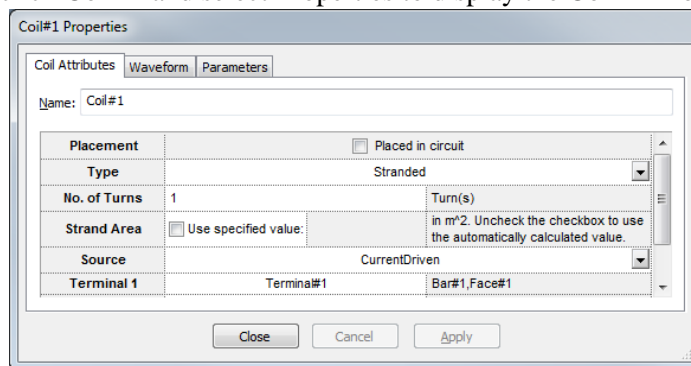 Coil#1 Properties
Coil Attributes Waveform Parameters
Name: Coil#1
Placement Placed in circuit
Type Stranded
No. of Turns 1 Turn(s)
Strand Area Use specified value: in m^2. Uncheck the checkbox to use
the automatically calculated value.
Source CurrentDriven
Terminal 1 Terminal#1 Bar#1,Face#1
Close Cancel Apply